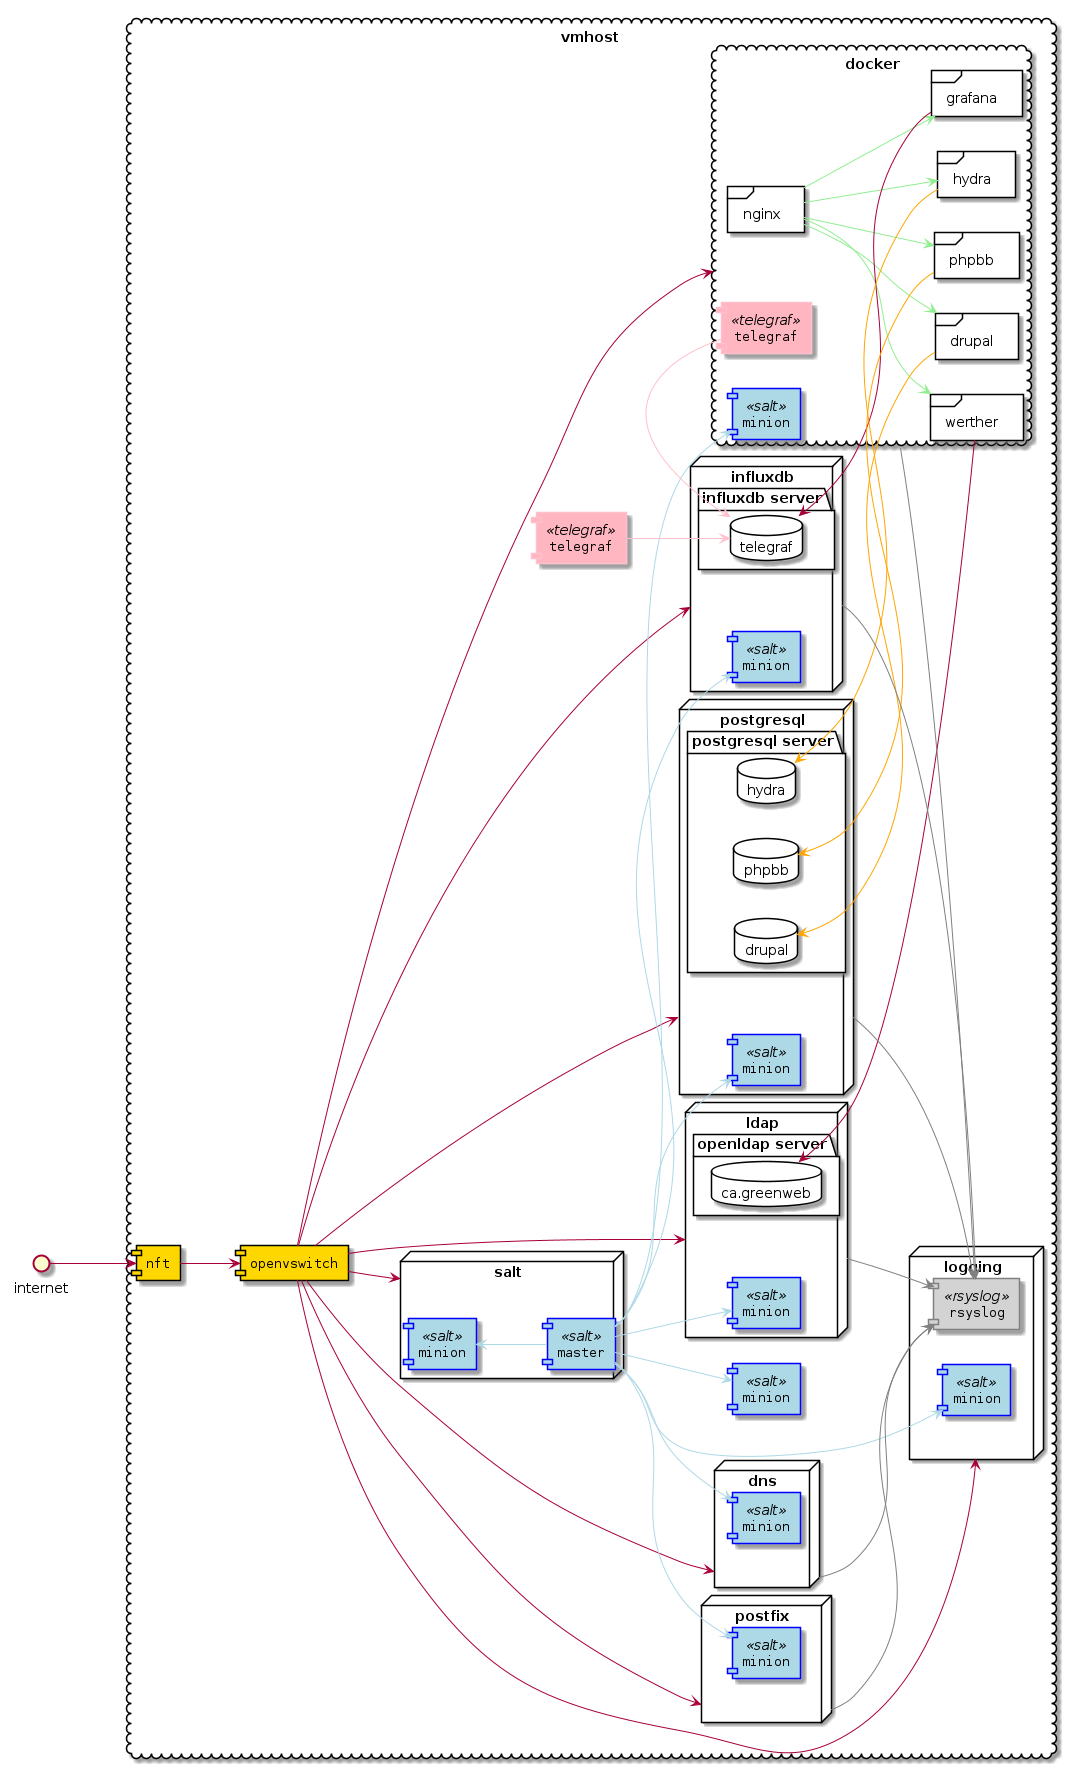 vmhost
docker
grafana
hydra
nginx
phpbb
«telegraf»
telegraf
drupal
«salt»
minion
werther
influxdb
influxdb server
telegraf
«telegraf»
telegraf
«salt»
minion
postgresql
postgresql server
hydra
phpbb
drupal
«salt»
minion
ldap
openldap server
ca.greenweb
«salt»
minion
internet
nft
openvswitch
salt
«salt»
minion
«salt»
master
logging
«rsyslog»
rsyslog
«salt»
minion
«salt»
minion
dns
«salt»
minion
postfix
«salt»
minion